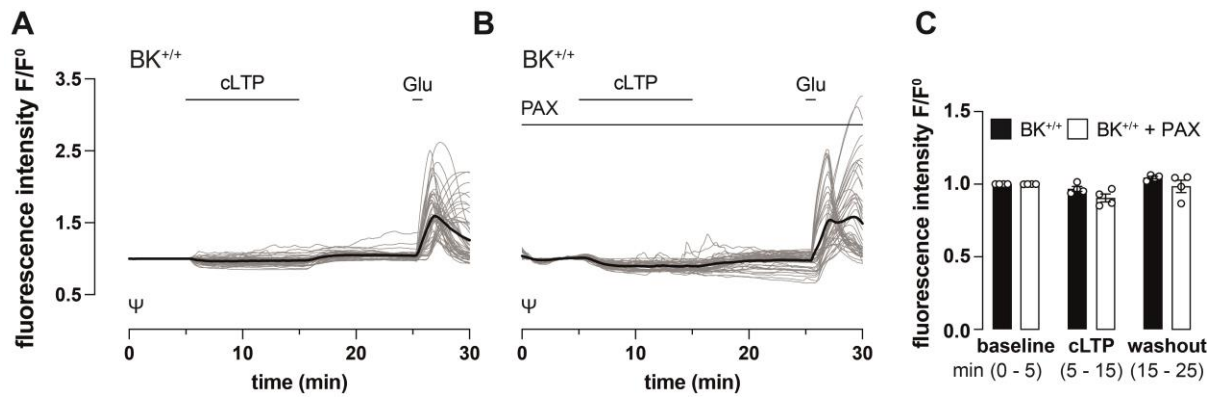 A
BK+/+
cLTP
Glu
fluorescence intensity F/F⁰
3.5
2.5
1.5
0.5
Ψ
0
10
20
30
time (min)
B
BK+/+
cLTP
Glu
PAX
Ψ
0
10
20
30
time (min)
C
fluorescence intensity F/F⁰
1.5
1.0
0.5
0.0
BK+/+
BK+/+ + PAX
baseline cLTP washout
min (0 - 5) (5 - 15) (15 - 25)